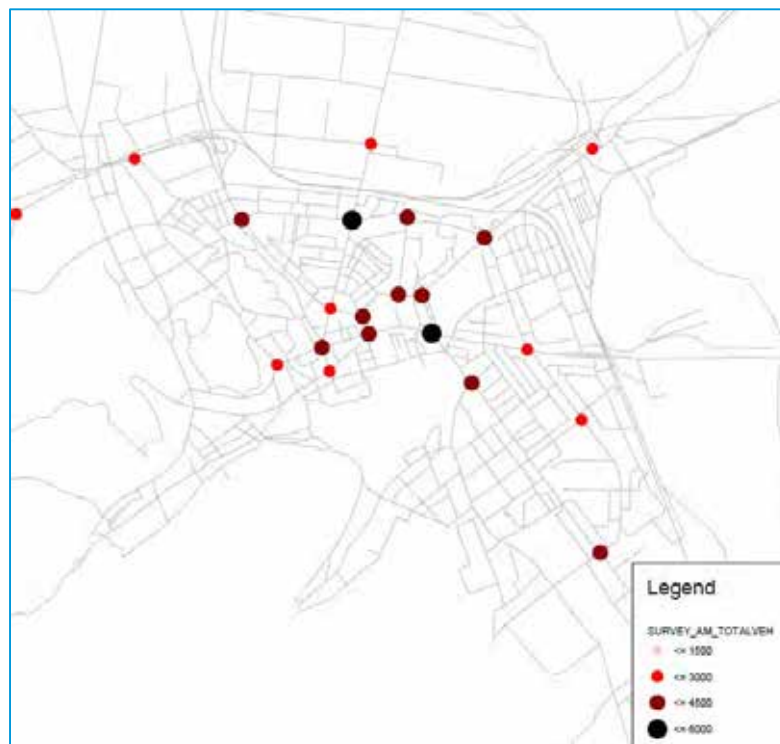 Legend
SURVEY_AM_TOTALVEH
<= 1500
<= 3000
<= 4500
<= 6000